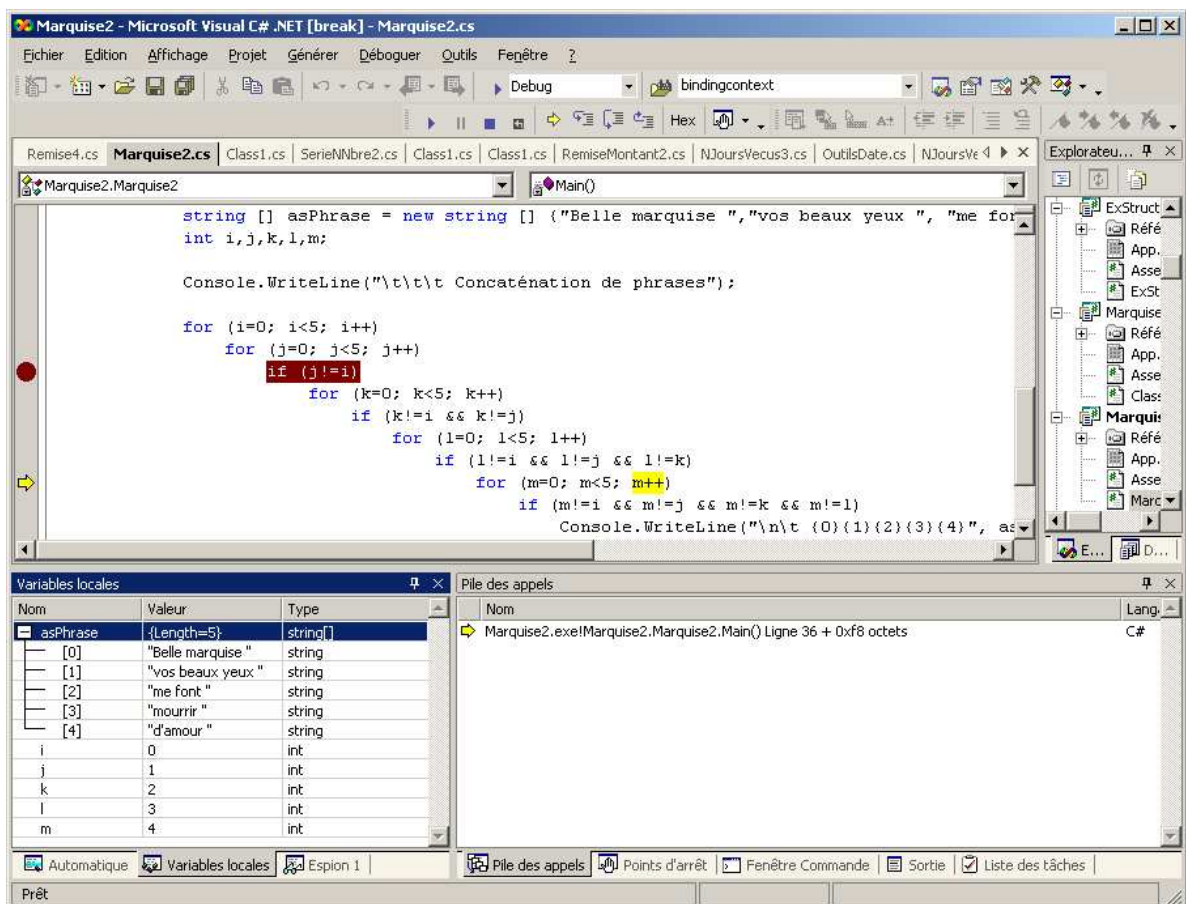 Marquise2 - Microsoft Visual C# .NET [break] - Marquise2.cs
Fichier Edition Affichage Projet Générer Déboguer Outils Fenêtre ?
Debug bindingcontext
Hex
Remise4.cs Marquise2.cs Class1.cs SerieNNbre2.cs Class1.cs Class1.cs RemiseMontant2.cs NJoursVecus3.cs OutilsDate.cs NJoursVe
Explorateu...
Marquise2.Marquise2 Main()
string [] asPhrase = new string [] {"Belle marquise ","vos beaux yeux ", "me for
int i,j,k,l,m;
Console.WriteLine("\t\t\t Concaténation de phrases");
for (i=0; i<5; i++)
for (j=0; j<5; j++)
if (j!=i)
for (k=0; k<5; k++)
if (k!=i && k!=j)
for (l=0; l<5; l++)
if (l!=i && l!=j && l!=k)
for (m=0; m<5; m++)
if (m!=i && m!=j && m!=k && m!=l)
Console.WriteLine("\n\t {0}{1}{2}{3}{4}", as
ExStruct
Réfé
App.
Asse
ExSt
Marquise
Réfé
App.
Asse
Class
Marquis
Réfé
App.
Asse
Marc
E... D...
Variables locales
Nom Valeur Type
asPhrase {Length=5} string[]
[0] "Belle marquise " string
[1] "vos beaux yeux " string
[2] "me font " string
[3] "mourrir " string
[4] "d'amour " string
i 0 int
j 1 int
k 2 int
l 3 int
m 4 int
Automatique Variables locales Espion 1
Pile des appels
Nom Lang.
Marquise2.exe!Marquise2.Marquise2.Main() Ligne 36 + 0xf8 octets C#
Pile des appels Points d'arrêt Fenêtre Commande Sortie Liste des tâches
Prêt